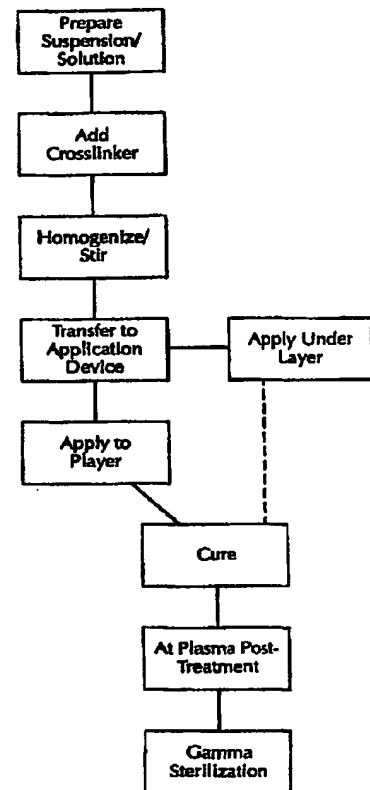 Prepare
Suspension/
Solution
Add
Crosslinker
Homogenize/
Stir
Transfer to
Application
Device
Apply Under
Layer
Apply to
Player
Cure
At Plasma Post-
Treatment
Gamma
Sterilization